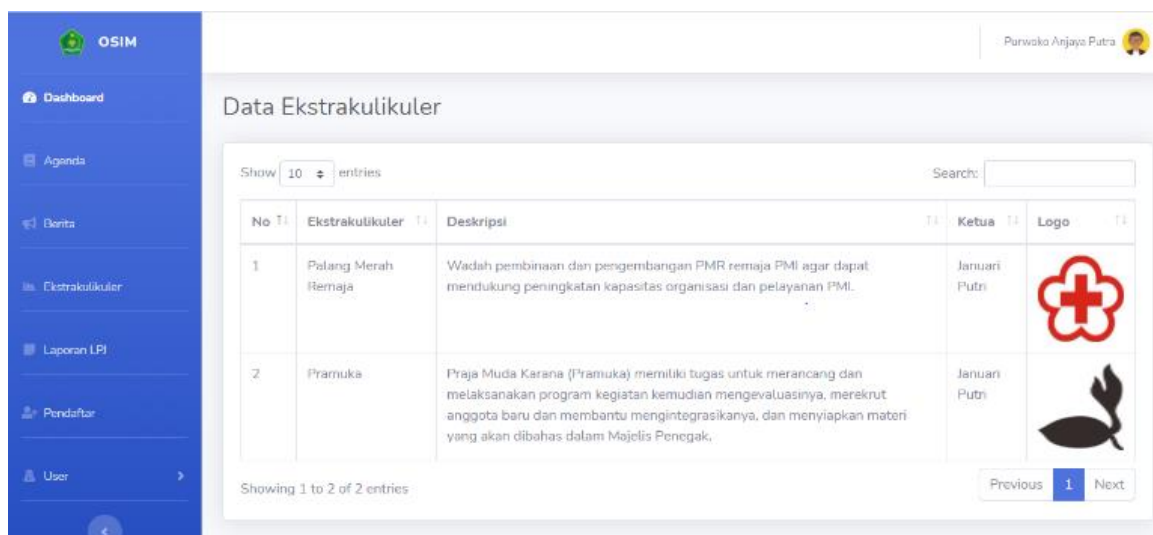 OSIM
Purwoko Anjaya Putra
Dashboard
Agenda
Berita
Ekstrakulikuler
Laporan LPJ
Pendaftar
User
Data Ekstrakulikuler
Show 10 entries
Search:
No Ekstrakulikuler Deskripsi Ketua Logo
1 Palang Merah Wadah pembinaan dan pengembangan PMR remaja PMI agar dapat Januari
Remaja mendukung peningkatan kapasitas organisasi dan pelayanan PMI. Putri
2 Pramuka Praja Muda Karana (Pramuka) memiliki tugas untuk merancang dan Januari
melaksanakan program kegiatan kemudian mengevaluasinya, merekrut Putri
anggota baru dan membantu mengintegrasikanya, dan menyiapkan materi
yang akan dibahas dalam Majelis Penegak.
Showing 1 to 2 of 2 entries
Previous 1 Next